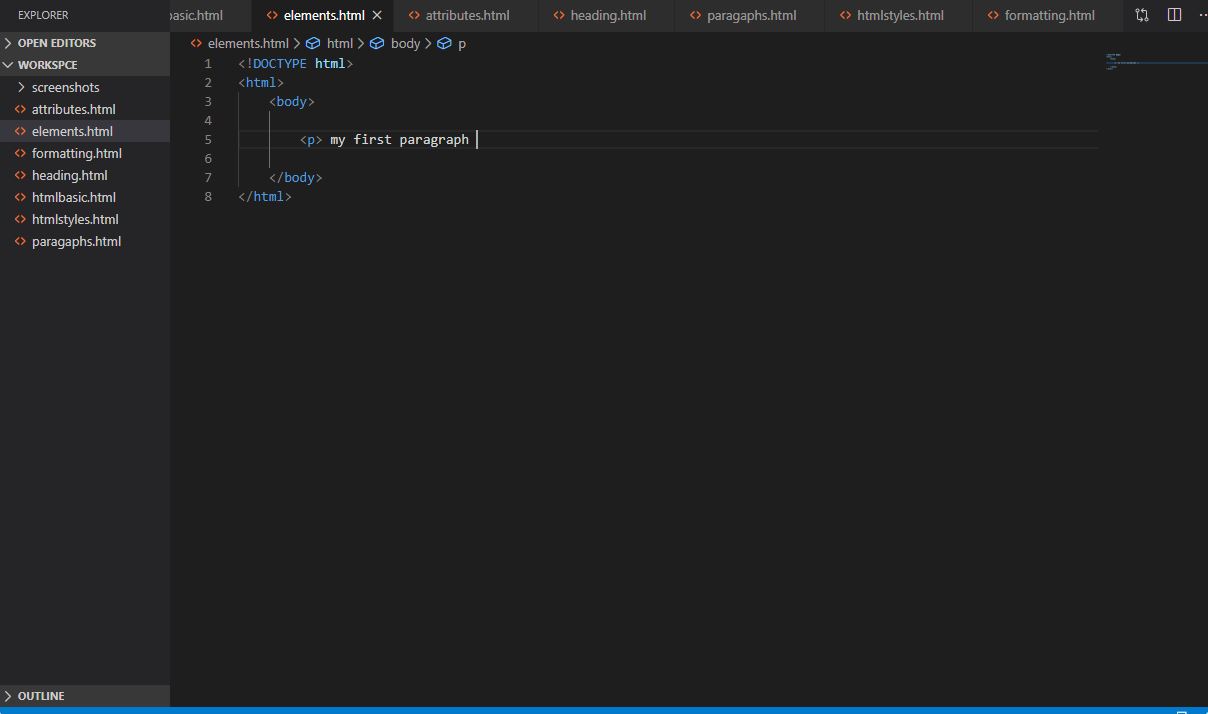 EXPLORER
OPEN EDITORS
WORKSPCE
screenshots
attributes.html
elements.html
formatting.html
heading.html
htmlbasic.html
htmlstyles.html
paragaphs.html
OUTLINE
basic.html elements.html attributes.html heading.html paragaphs.html htmlstyles.html formatting.html
elements.html > html > body > p
1 <!DOCTYPE html>
2 <html>
3 <body>
4
5 <p> my first paragraph
6
7 </body>
8 </html>